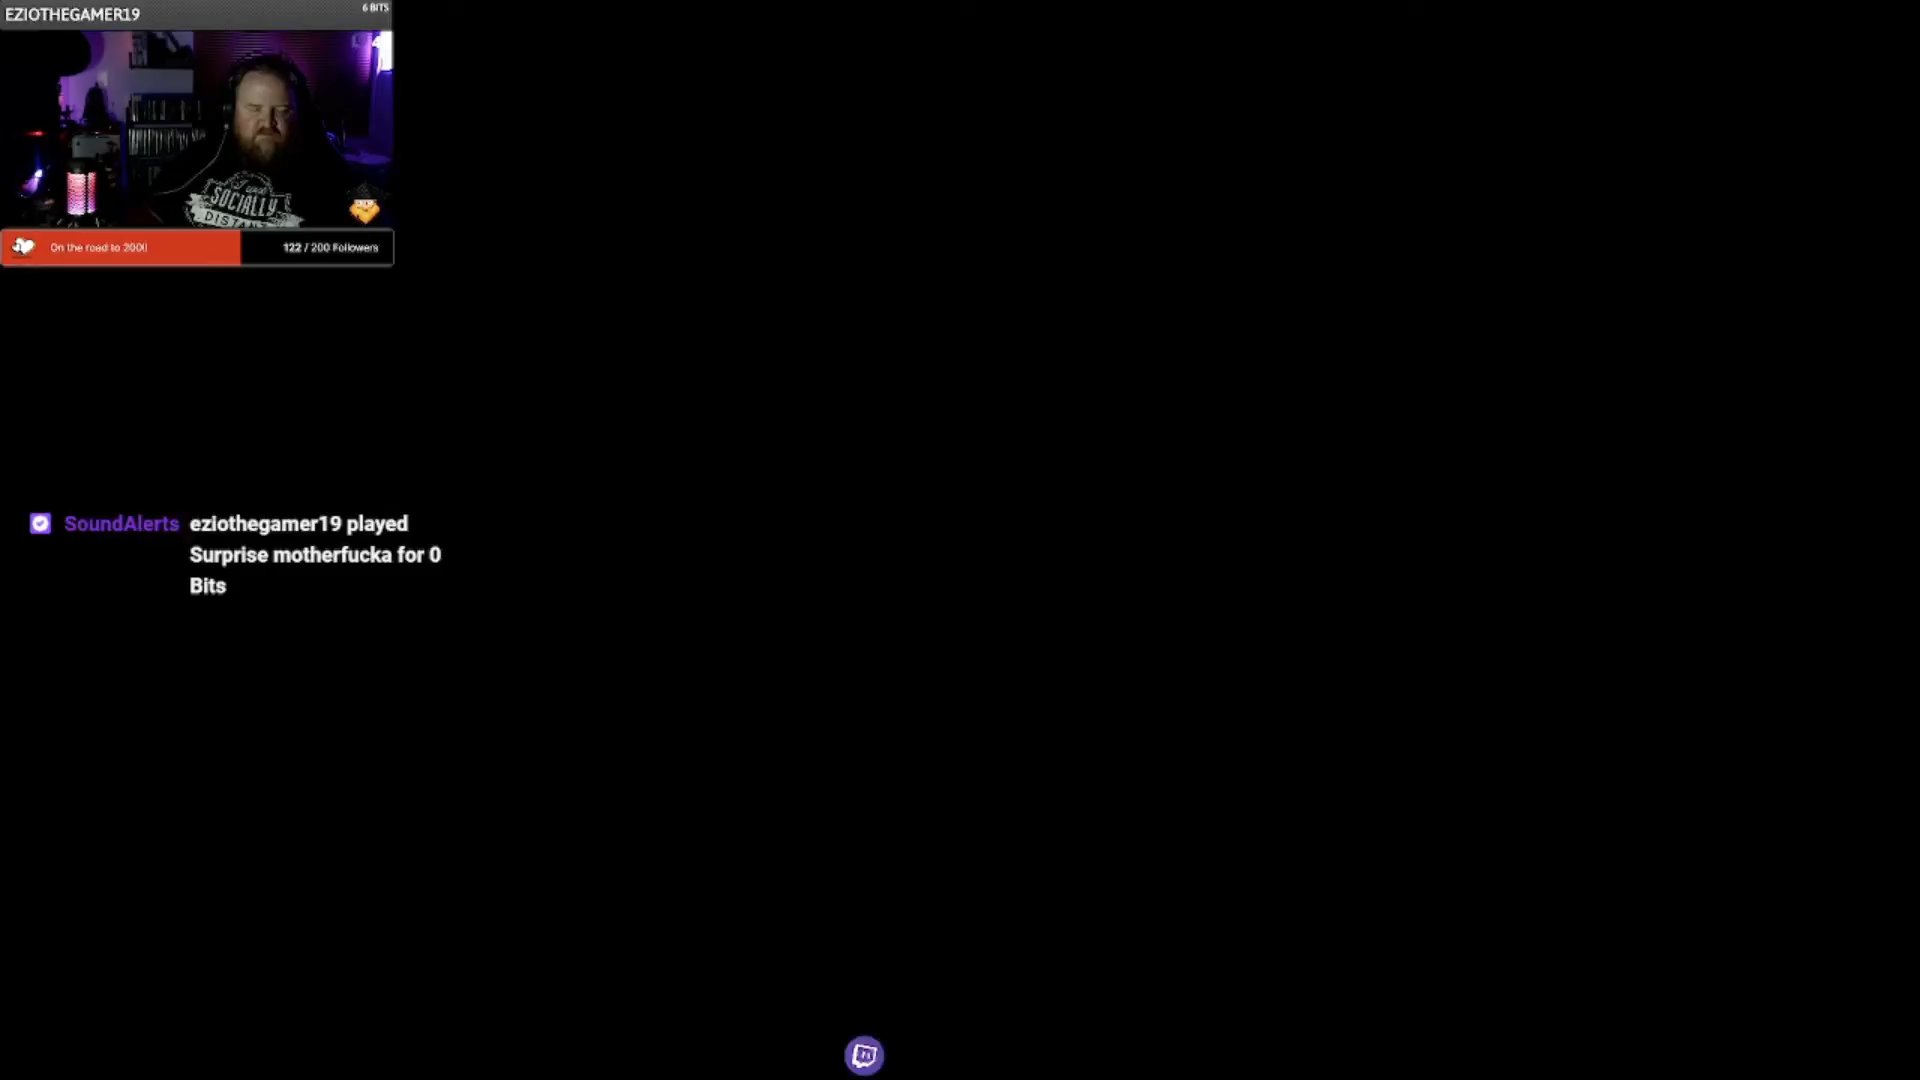 EZIOTHEGAMER19
6 BITS
I was
SOCIALLY
On the road to 200!!
122 / 200 Followers
SoundAlerts eziothegamer19 played
Surprise motherfucka for 0
Bits